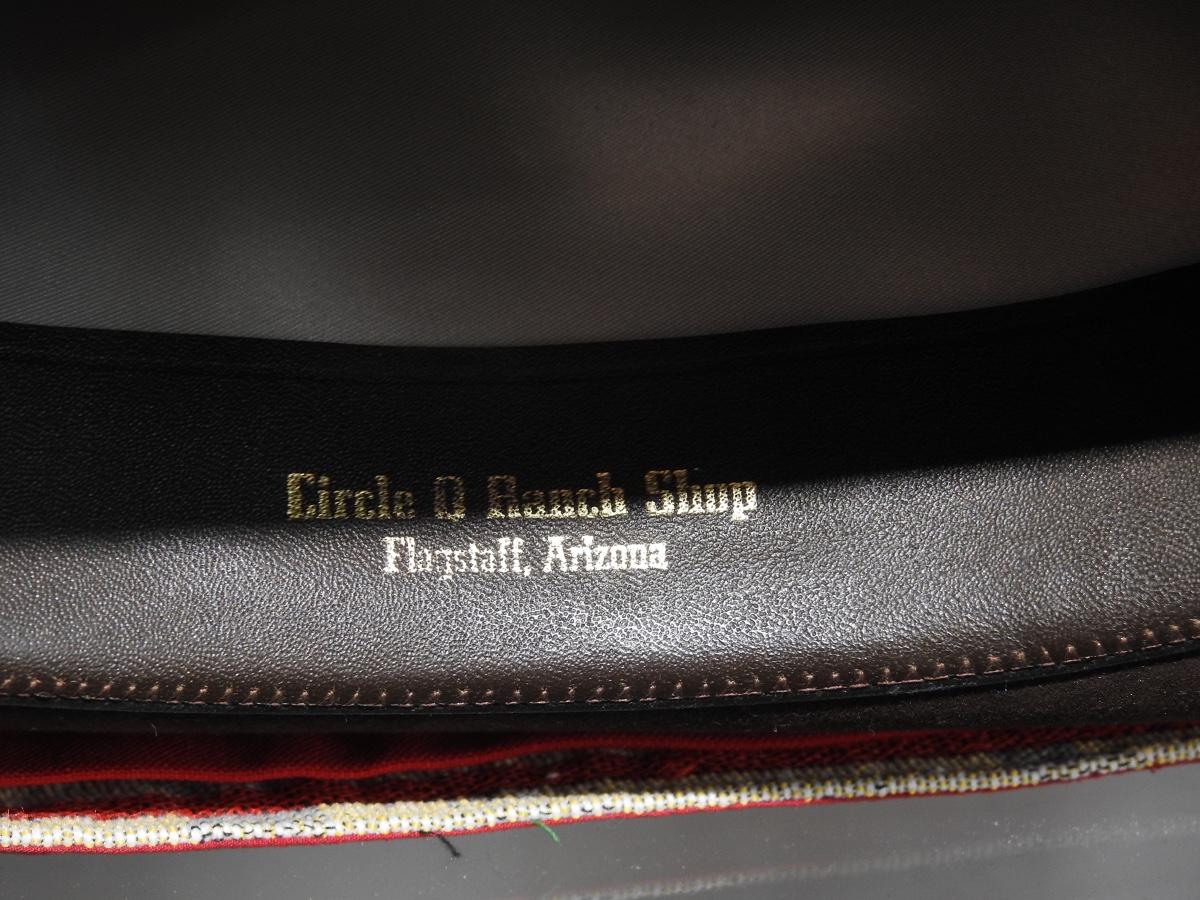 Circle O Ranch Shop
Flagstaff, Arizona